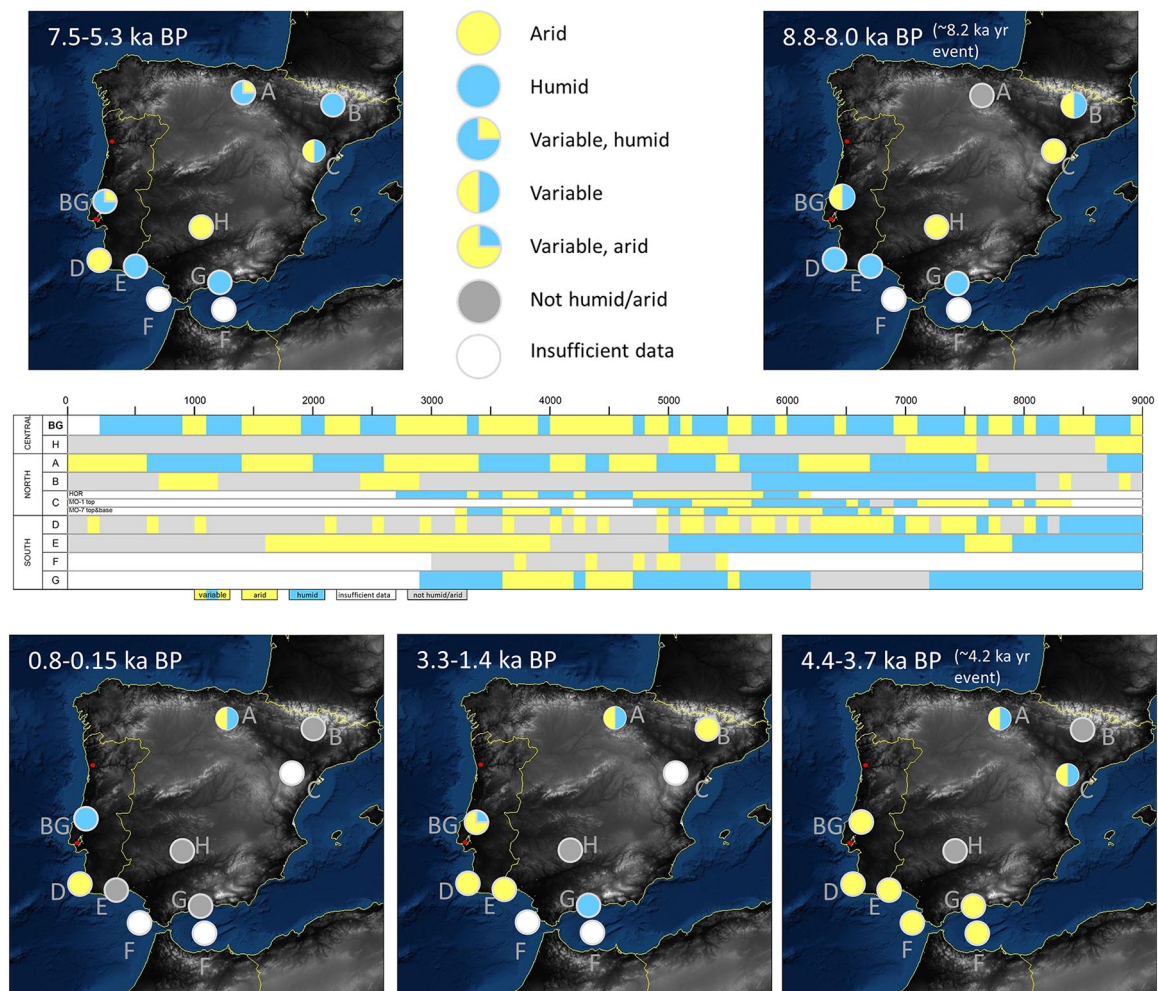 7.5-5.3 ka BP
A
B
C
BG
H
D
E
G
F
F
Arid
Humid
Variable, humid
Variable
Variable, arid
Not humid/arid
Insufficient data
8.8-8.0 ka BP (~8.2 ka yr
event)
A
B
C
BG
H
D
E
G
F
F
0 1000 2000 3000 4000 5000 6000 7000 8000 9000
CENTRAL
BG
H
NORTH
A
B
C
HOR
MO-1 top
MO-7 top&base
SOUTH
D
E
F
G
variable arid humid insufficient data not humid/arid
0.8-0.15 ka BP
A
B
C
BG
H
D
E
G
F
F
3.3-1.4 ka BP
A
B
C
BG
H
D
E
G
F
F
4.4-3.7 ka BP (~4.2 ka yr
event)
A
B
C
BG
H
D
E
G
F
F